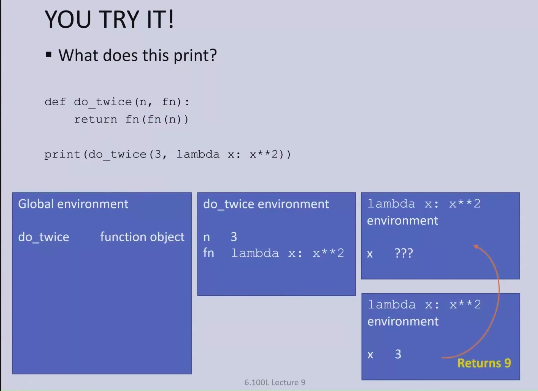 YOU TRY IT!
▪ What does this print?
def do_twice(n, fn):
    return fn(fn(n))
print(do_twice(3, lambda x: x**2))
Global environment
do_twice function object
do_twice environment
n 3
fn lambda x: x**2
lambda x: x**2
environment
x ???
lambda x: x**2
environment
x 3
Returns 9
6.100L Lecture 9